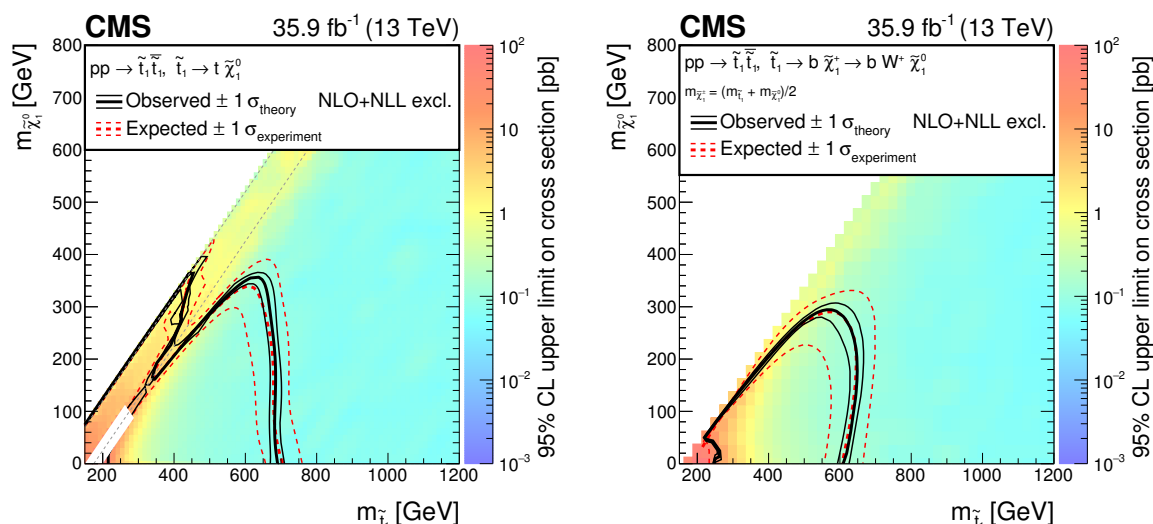 CMS 35.9 fb⁻¹ (13 TeV)
pp → t̃₁ t̃̄₁, t̃₁ → t χ̃₁⁰
Observed ± 1 σ_theory NLO+NLL excl.
Expected ± 1 σ_experiment
m_χ̃₁⁰ [GeV]
800
700
600
500
400
300
200
100
0
200 400 600 800 1000 1200
m_t̃₁ [GeV]
10²
10
1
10⁻¹
10⁻²
10⁻³
95% CL upper limit on cross section [pb]
CMS 35.9 fb⁻¹ (13 TeV)
pp → t̃₁ t̃̄₁, t̃₁ → b χ̃₁⁺ → b W⁺ χ̃₁⁰
m_χ̃₁⁺ = (m_t̃₁ + m_χ̃₁⁰)/2
Observed ± 1 σ_theory NLO+NLL excl.
Expected ± 1 σ_experiment
m_χ̃₁⁰ [GeV]
800
700
600
500
400
300
200
100
0
200 400 600 800 1000 1200
m_t̃₁ [GeV]
10²
10
1
10⁻¹
10⁻²
10⁻³
95% CL upper limit on cross section [pb]